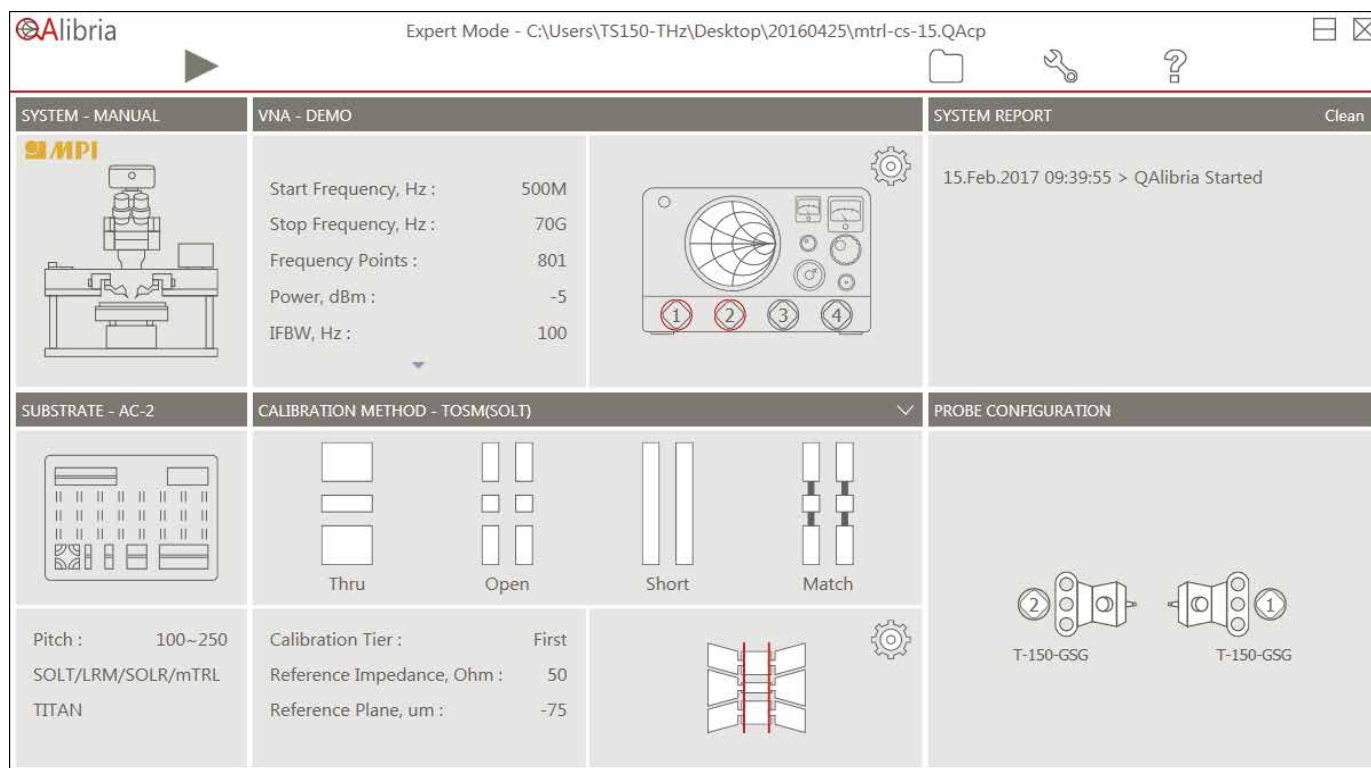 QAlibria
Expert Mode - C:\Users\TS150-THz\Desktop\20160425\mtrl-cs-15.QAcp
?
SYSTEM - MANUAL
MPI
VNA - DEMO
Start Frequency, Hz : 500M
Stop Frequency, Hz : 70G
Frequency Points : 801
Power, dBm : -5
IFBW, Hz : 100
1 2 3 4
SYSTEM REPORT Clean
15.Feb.2017 09:39:55 > QAlibria Started
SUBSTRATE - AC-2
Pitch : 100~250
SOLT/LRM/SOLR/mTRL
TITAN
CALIBRATION METHOD - TOSM(SOLT)
Thru Open Short Match
Calibration Tier : First
Reference Impedance, Ohm : 50
Reference Plane, um : -75
PROBE CONFIGURATION
2 1
T-150-GSG T-150-GSG